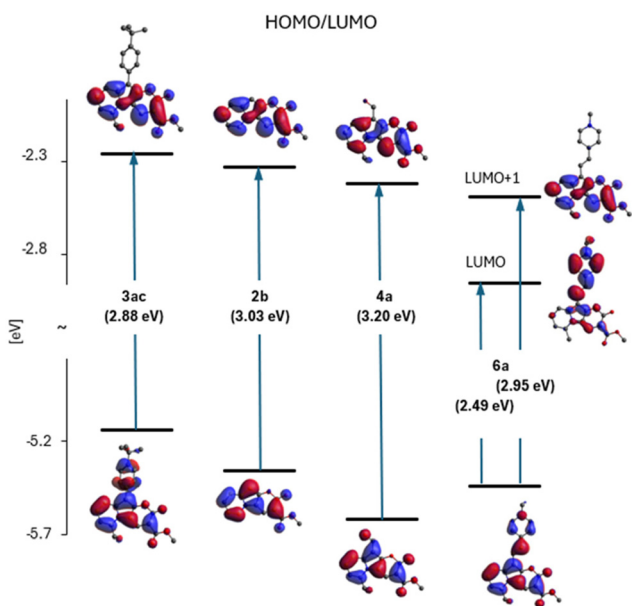 HOMO/LUMO
-2.3
LUMO+1
-2.8
LUMO
3ac
(2.88 eV)
2b
(3.03 eV)
4a
(3.20 eV)
[eV]
~
6a
(2.95 eV)
(2.49 eV)
-5.2
-5.7